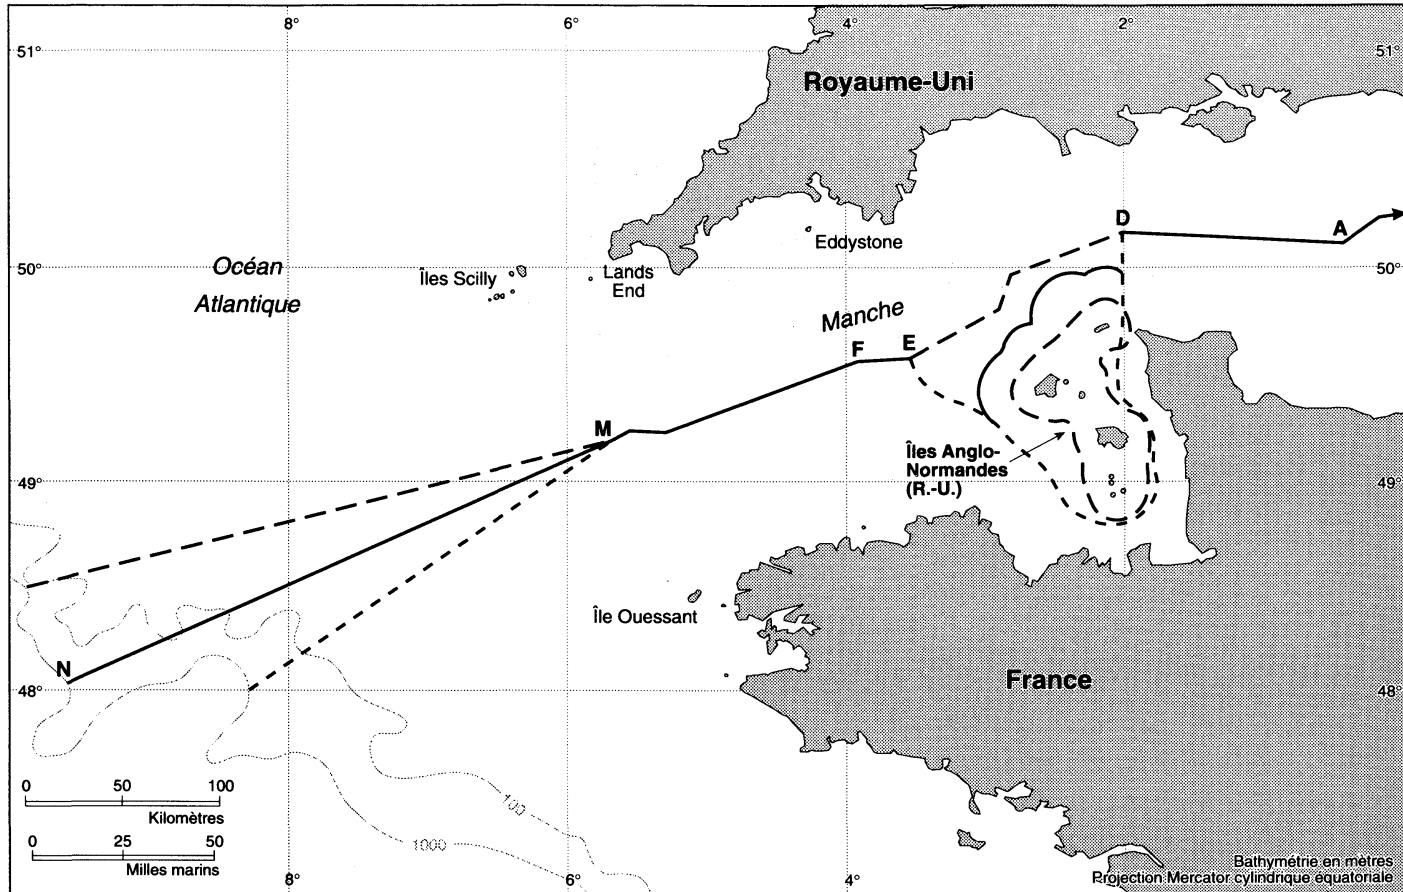 8°
6°
4°
2°
51°
51°
Royaume-Uni
D
A
Eddystone
Océan
Atlantique
50°
50°
Îles Scilly
Lands
End
Manche
F
E
M
Îles Anglo-
Normandes
(R.-U.)
49°
49°
Île Ouessant
N
France
48°
48°
0
50
100
Kilomètres
0
25
50
Milles marins
100
1000
8°
6°
4°
Bathymétrie en mètres
Projection Mercator cylindrique équatoriale